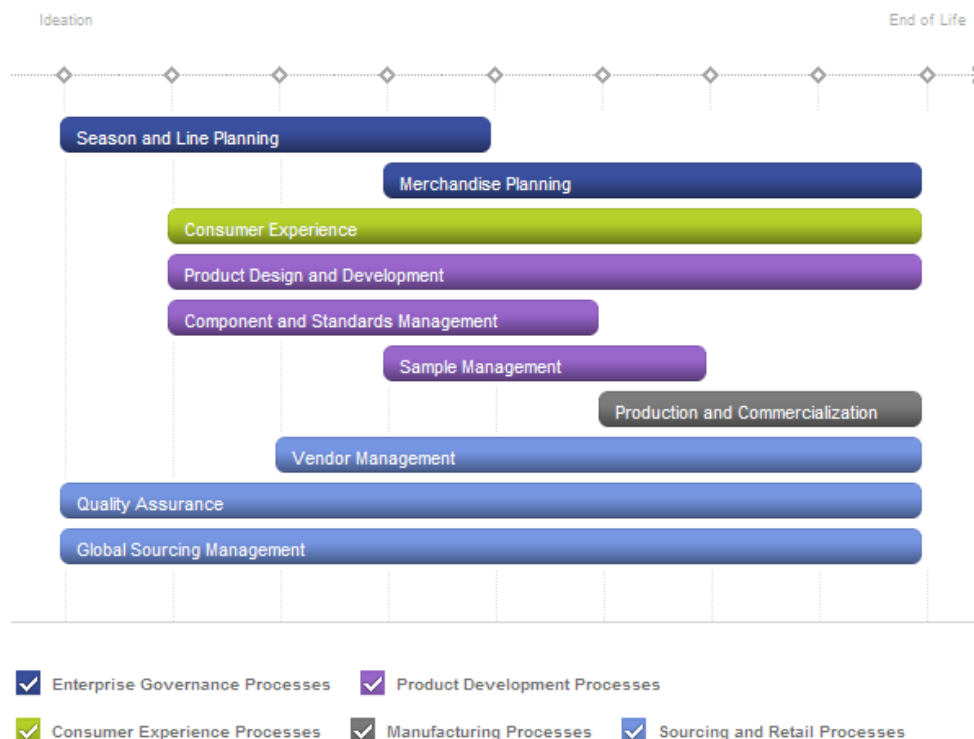 Ideation
End of Life
Season and Line Planning
Merchandise Planning
Consumer Experience
Product Design and Development
Component and Standards Management
Sample Management
Production and Commercialization
Vendor Management
Quality Assurance
Global Sourcing Management
Enterprise Governance Processes
Product Development Processes
Consumer Experience Processes
Manufacturing Processes
Sourcing and Retail Processes